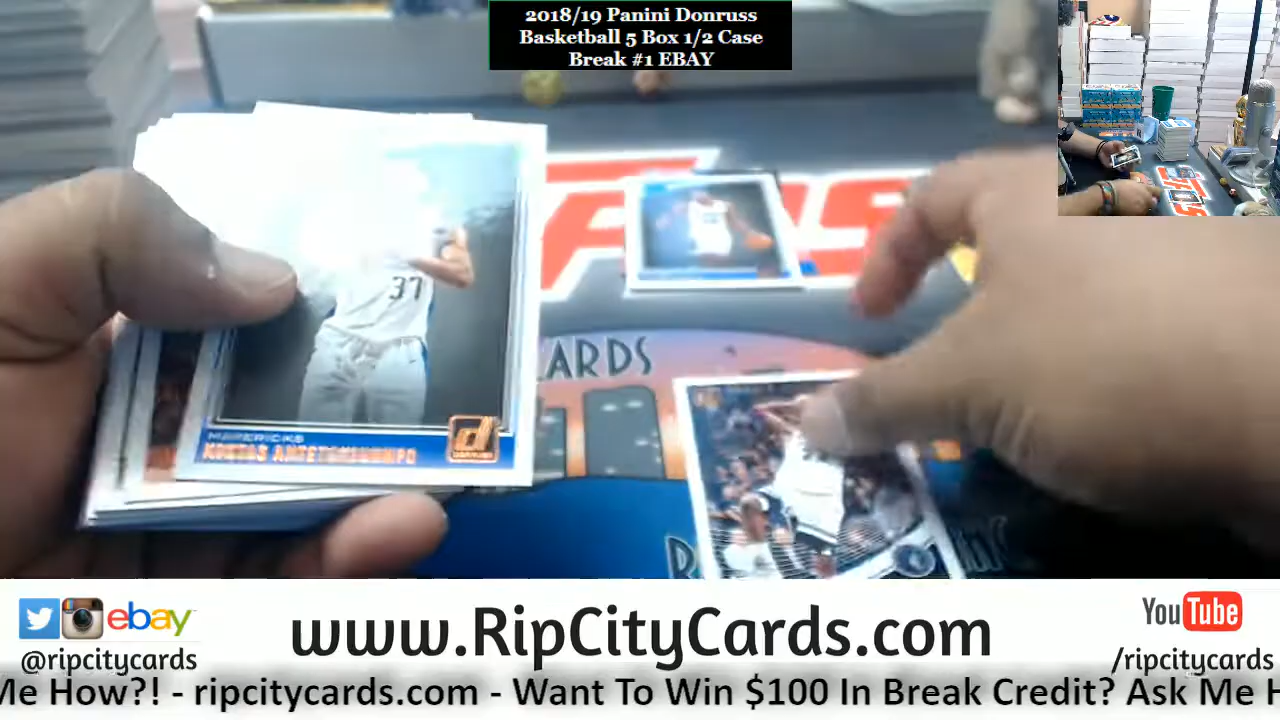 2018/19 Panini Donruss
Basketball 5 Box 1/2 Case
Break #1 EBAY
37
MAVERICKS
KOSTAS ANTETOKOUNMPO
d
CARDS
ebay
@ripcitycards
www.RipCityCards.com
YouTube
/ripcitycards
Me How?! - ripcitycards.com - Want To Win $100 In Break Credit? Ask Me H